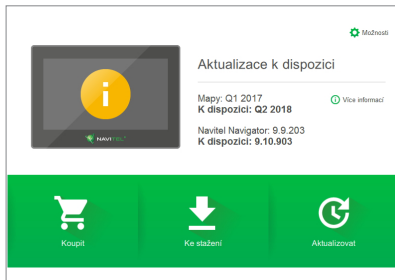 Možnosti
Aktualizace k dispozici
Mapy: Q1 2017
K dispozici: Q2 2018
Více informací
Navitel Navigator: 9.9.203
K dispozici: 9.10.903
NAVITEL
Koupit
Ke stažení
Aktualizovat